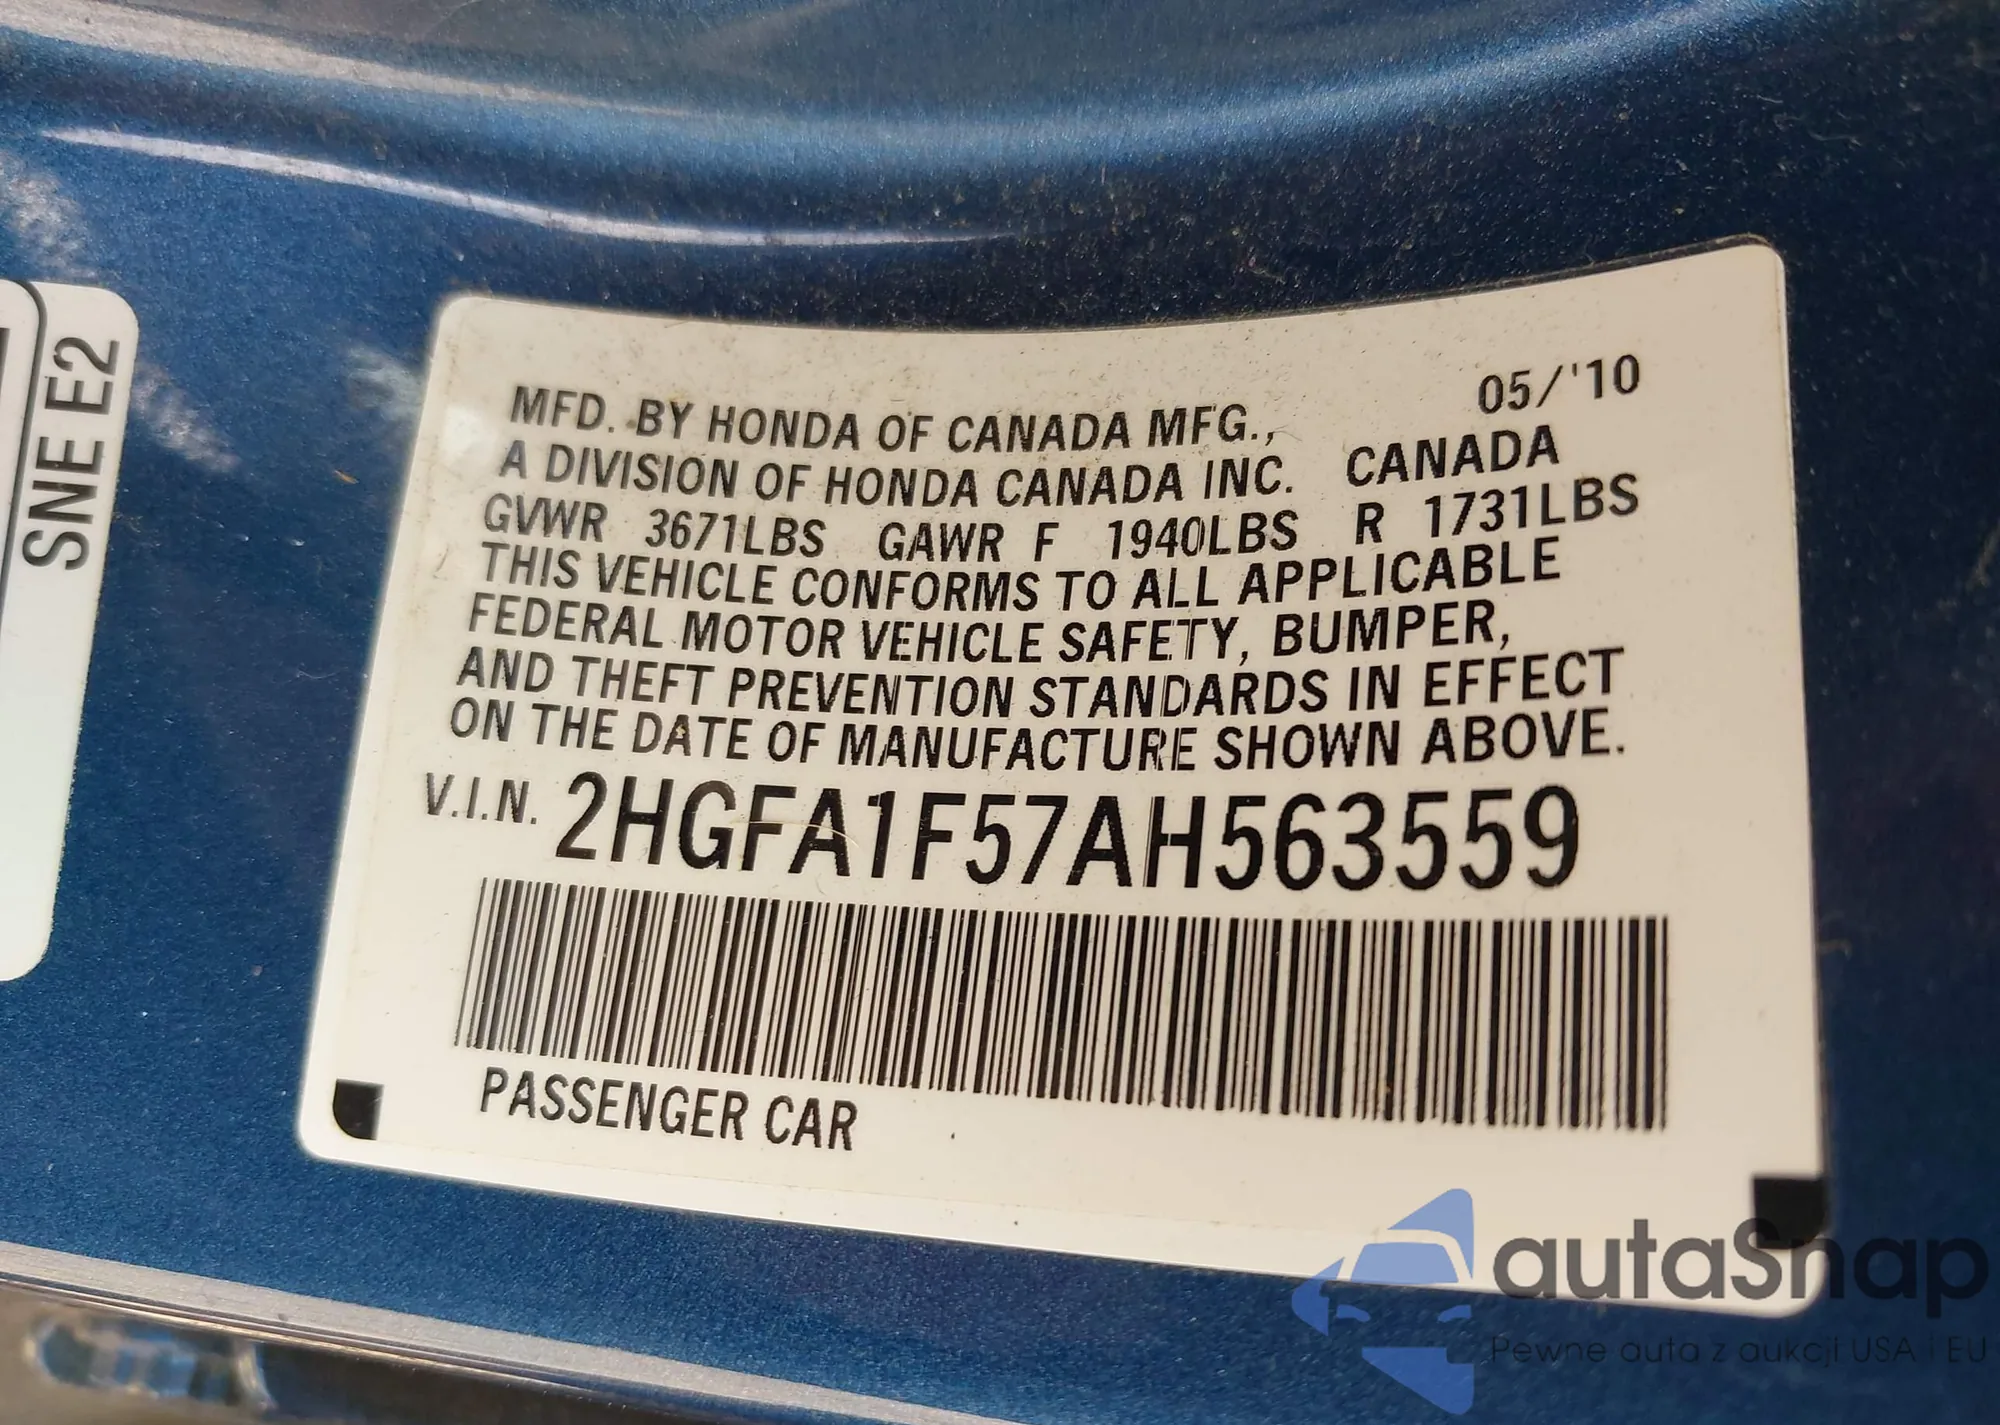 SNE E2
05/'10
MFD. BY HONDA OF CANADA MFG.,
A DIVISION OF HONDA CANADA INC. CANADA
GVWR 3671LBS GAWR F 1940LBS R 1731LBS
THIS VEHICLE CONFORMS TO ALL APPLICABLE
FEDERAL MOTOR VEHICLE SAFETY, BUMPER,
AND THEFT PREVENTION STANDARDS IN EFFECT
ON THE DATE OF MANUFACTURE SHOWN ABOVE.
V.I.N. 2HGFA1F57AH563559
PASSENGER CAR
autaSnap
Pewne auta z aukcji USA i EU